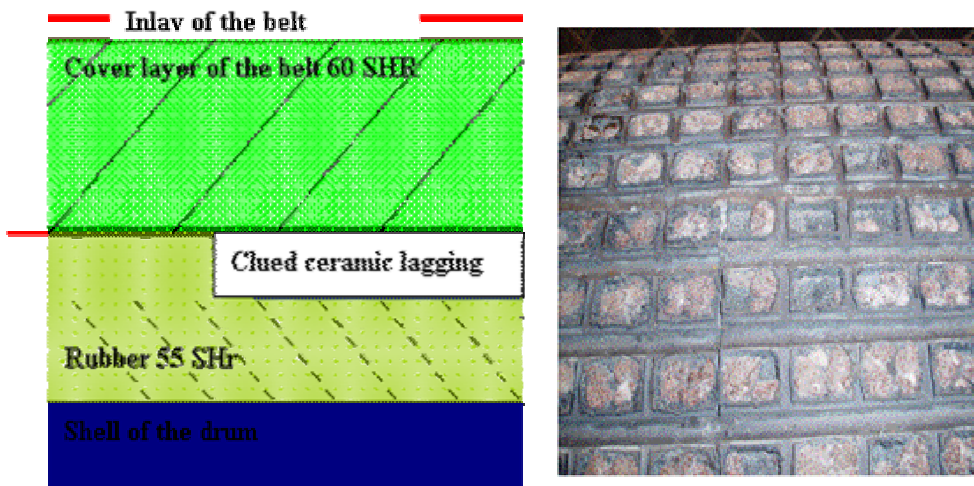 Inlay of the belt
Cover layer of the belt 60 SHR
Clued ceramic lagging
Rubber 55 SHr
Shell of the drum